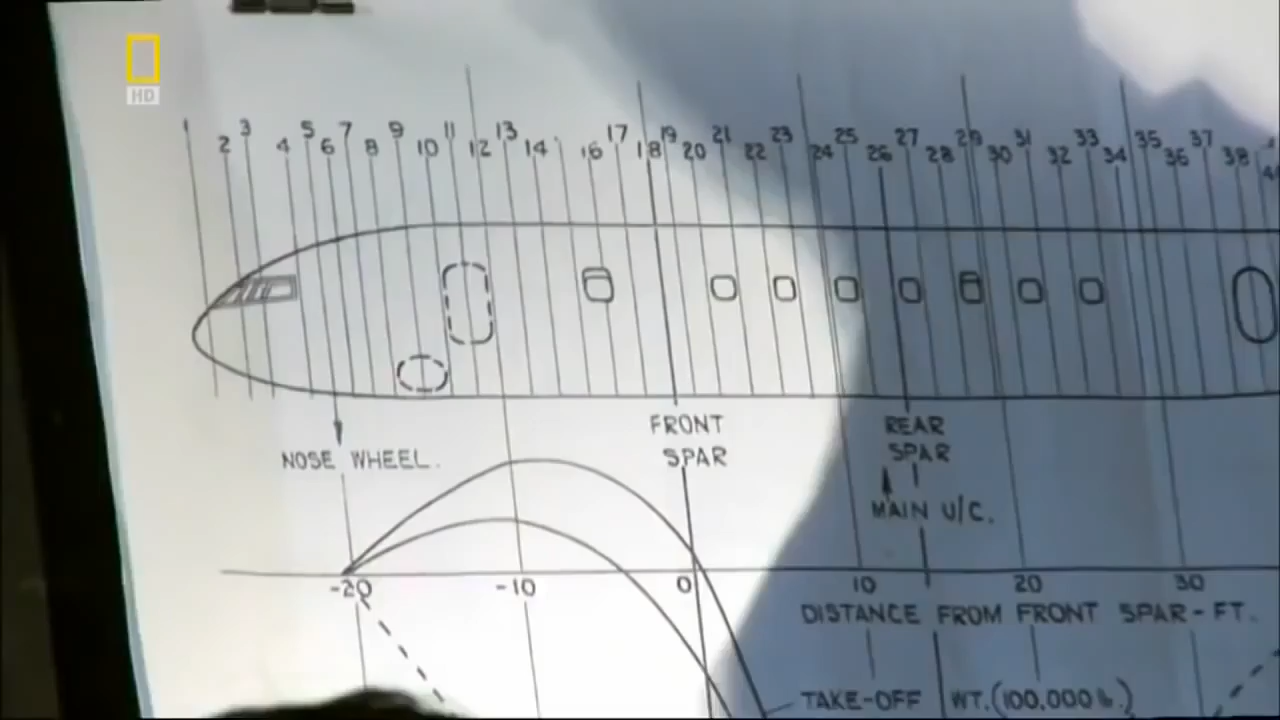 HD
1 2 3 4 5 6 7 8 9 10 11 12 13 14 16 17 18 19 20 21 22 23 24 25 26 27 28 29 30 31 32 33 34 35 36 37 38
FRONT SPAR
REAR SPAR
NOSE WHEEL.
MAIN U/C.
-20 -10 0 10 20 30
DISTANCE FROM FRONT SPAR - FT.
TAKE-OFF WT. (100,000 lb.)